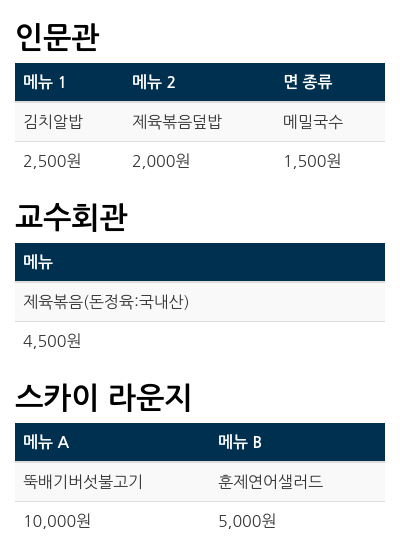 인문관
메뉴 1 메뉴 2 면 종류
김치알밥 제육볶음덮밥 메밀국수
2,500원 2,000원 1,500원
교수회관
메뉴
제육볶음(돈정육:국내산)
4,500원
스카이 라운지
메뉴 A 메뉴 B
뚝배기버섯불고기 훈제연어샐러드
10,000원 5,000원